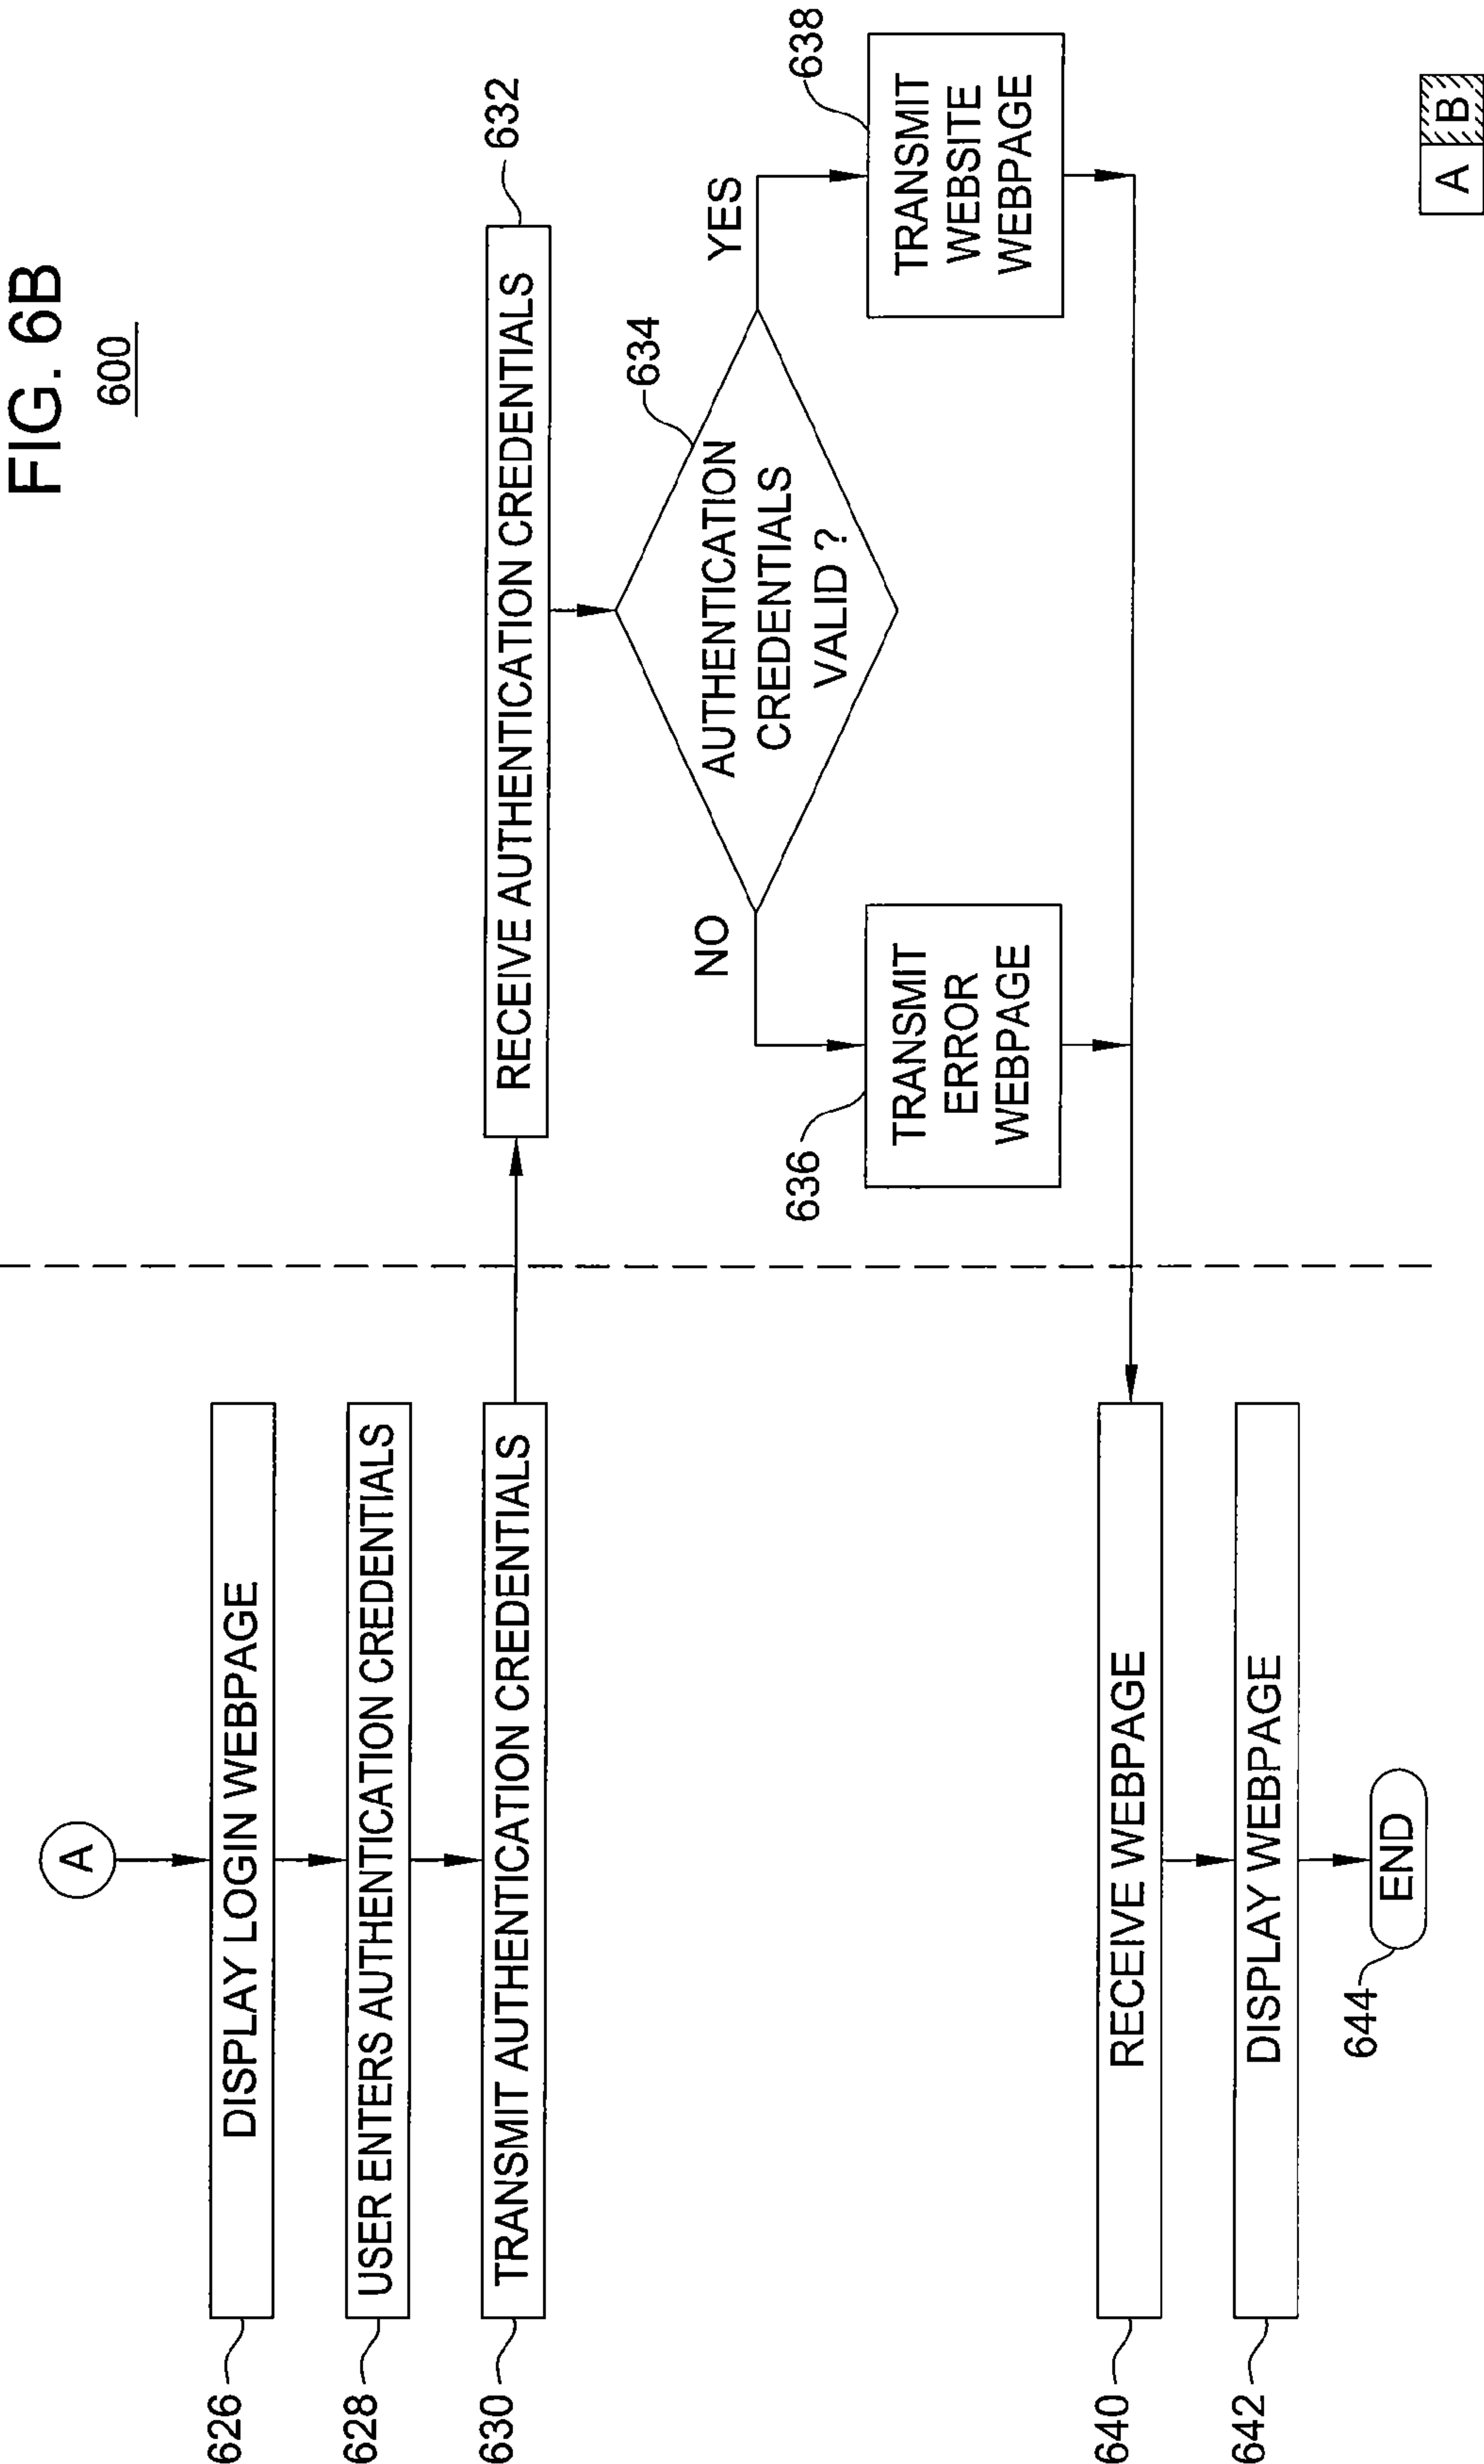 FIG. 6B
600
A
626
DISPLAY LOGIN WEBPAGE
628
USER ENTERS AUTHENTICATION CREDENTIALS
630
TRANSMIT AUTHENTICATION CREDENTIALS
RECEIVE AUTHENTICATION CREDENTIALS
632
634
AUTHENTICATION
CREDENTIALS
VALID ?
NO
YES
636
TRANSMIT
ERROR
WEBPAGE
638
TRANSMIT
WEBSITE
WEBPAGE
640
RECEIVE WEBPAGE
642
DISPLAY WEBPAGE
644
END
A B